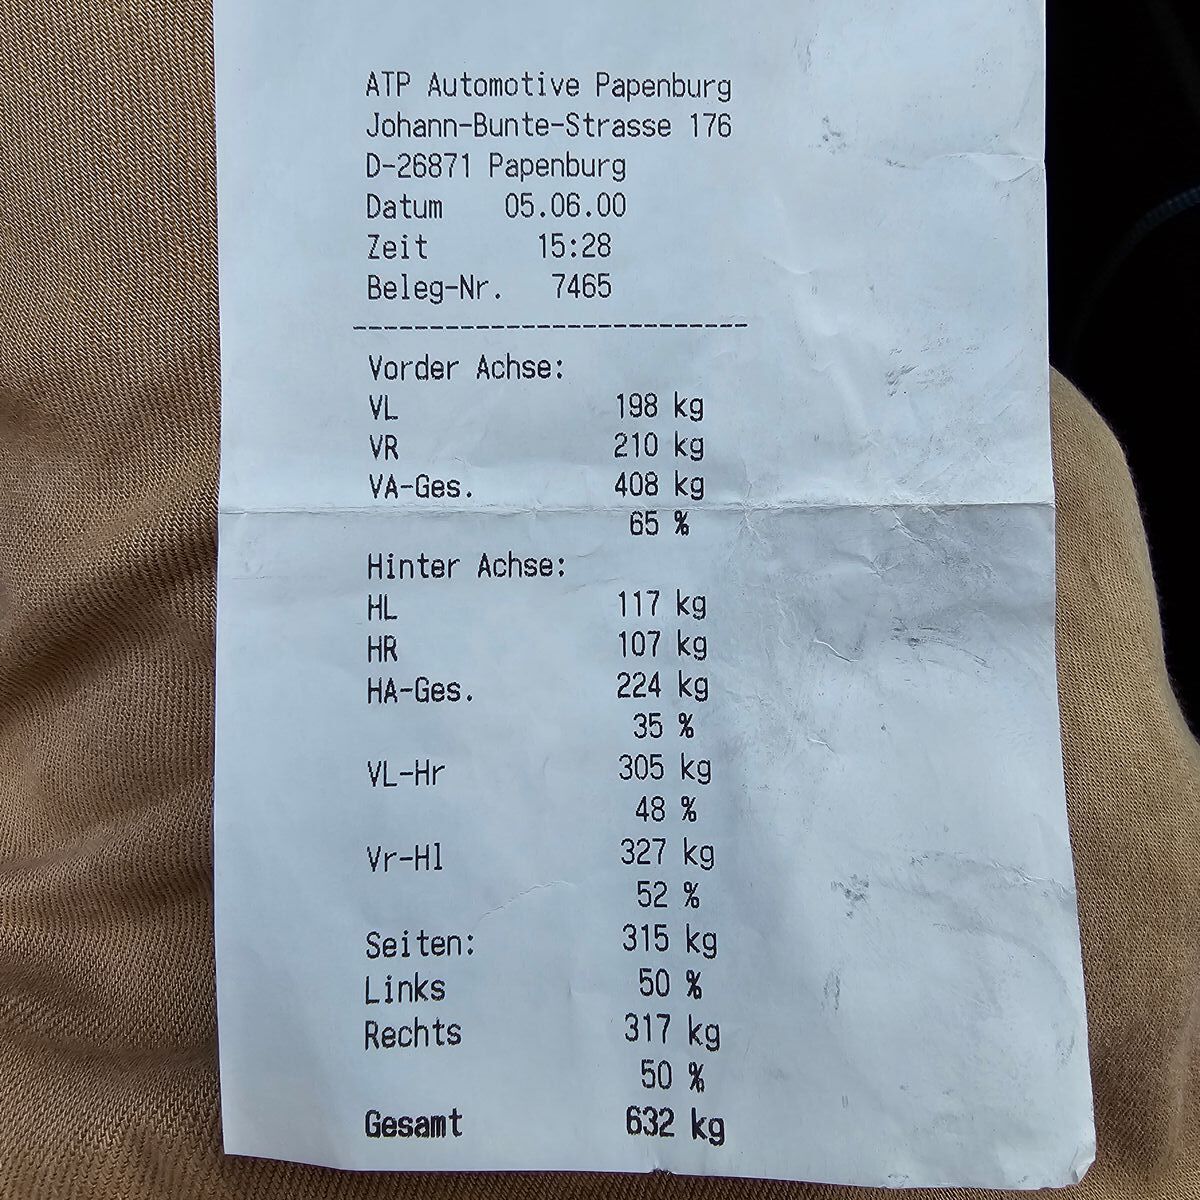 ATP Automotive Papenburg
Johann-Bunte-Strasse 176
D-26871 Papenburg
Datum 05.06.00
Zeit 15:28
Beleg-Nr. 7465
--------------------------
Vorder Achse:
VL 198 kg
VR 210 kg
VA-Ges. 408 kg
65 %
Hinter Achse:
HL 117 kg
HR 107 kg
HA-Ges. 224 kg
35 %
VL-Hr 305 kg
48 %
Vr-Hl 327 kg
52 %
Seiten: 315 kg
Links 50 %
Rechts 317 kg
50 %
Gesamt 632 kg